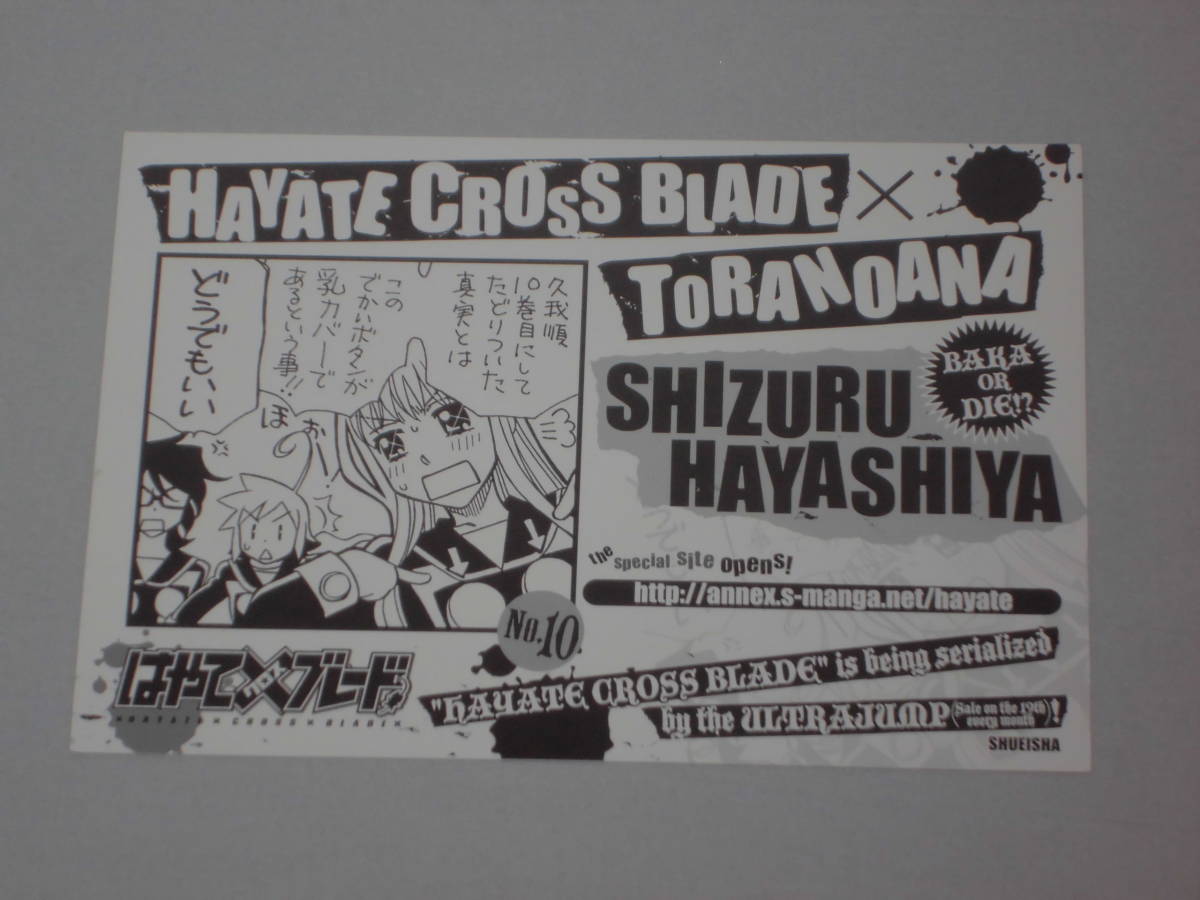 HAYATE CROSS BLADE ×
TORANOANA
久我順
10巻目にして
たどりついた
真実とは
この
でかいボタンが
乳カバーで
あるという事!!
どうでもいい
ほぉー
SHIZURU
HAYASHIYA
BAKA
OR
DIE!?
the special site opens!
http://annex.s-manga.net/hayate
No.10
はやて×ブレード
HAYATE × CROSS × BLADE
"HAYATE CROSS BLADE" is being serialized
by the ULTRAJUMP (Sale on the 19th every month)!
SHUEISHA